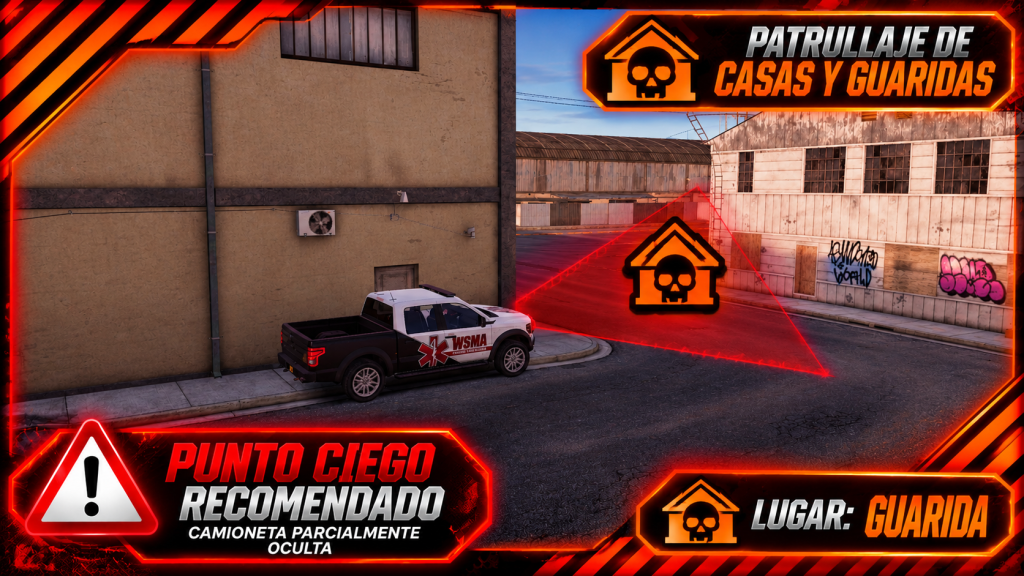 PATRULLAJE DE
CASAS Y GUARIDAS
WSMA
PUNTO CIEGO
RECOMENDADO
CAMIONETA PARCIALMENTE
OCULTA
LUGAR: GUARIDA